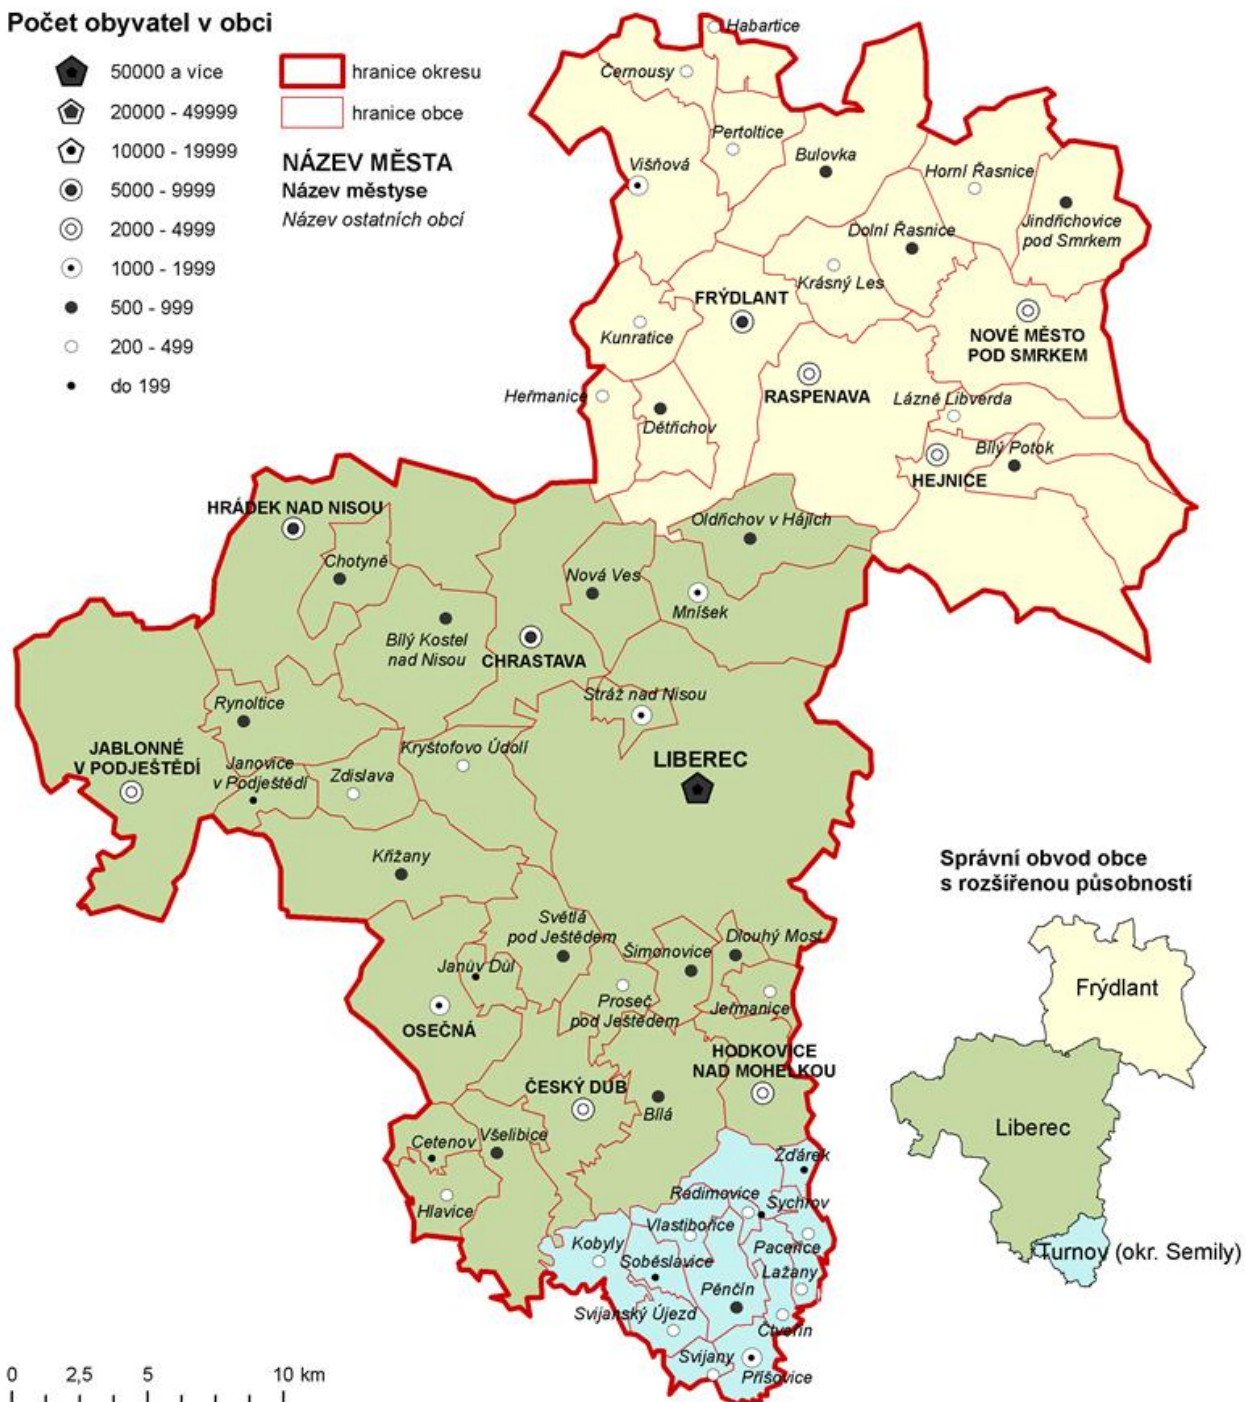 Počet obyvatel v obci
50000 a více
20000 - 49999
10000 - 19999
5000 - 9999
2000 - 4999
1000 - 1999
500 - 999
200 - 499
do 199
hranice okresu
hranice obce
NÁZEV MĚSTA
Název městyse
Název ostatních obcí
Habartice
Černousy
Pertoltice
Bulovka
Višňová
Horní Řasnice
Jindřichovice
pod Smrkem
Dolní Řasnice
Krásný Les
FRÝDLANT
Kunratice
NOVÉ MĚSTO
POD SMRKEM
RASPENAVA
Heřmanice
Lázně Libverda
Dětřichov
Bílý Potok
HEJNICE
HRÁDEK NAD NISOU
Oldřichov v Hájích
Chotyně
Nová Ves
Mníšek
Bílý Kostel
nad Nisou
CHRASTAVA
Stráž nad Nisou
Rynoltice
JABLONNÉ
V PODJEŠTĚDÍ
Janovice
v Podještědí
Zdislava
Kryštofovo Údolí
LIBEREC
Křižany
Světlá
pod Ještědem
Šimonovice
Dlouhý Most
Janův Důl
Proseč
pod Ještědem
Jeřmanice
OSEČNÁ
HODKOVICE
NAD MOHELKOU
ČESKÝ DUB
Bílá
Cetenov
Všelibice
Hlavice
Žďárek
Radimovice
Sychrov
Vlastibořice
Paceřice
Kobyly
Soběslavice
Lažany
Pěnčín
Svijanský Újezd
Čtveřín
Svijany
Příšovice
Správní obvod obce
s rozšířenou působností
Frýdlant
Liberec
Turnov (okr. Semily)
0 2,5 5 10 km